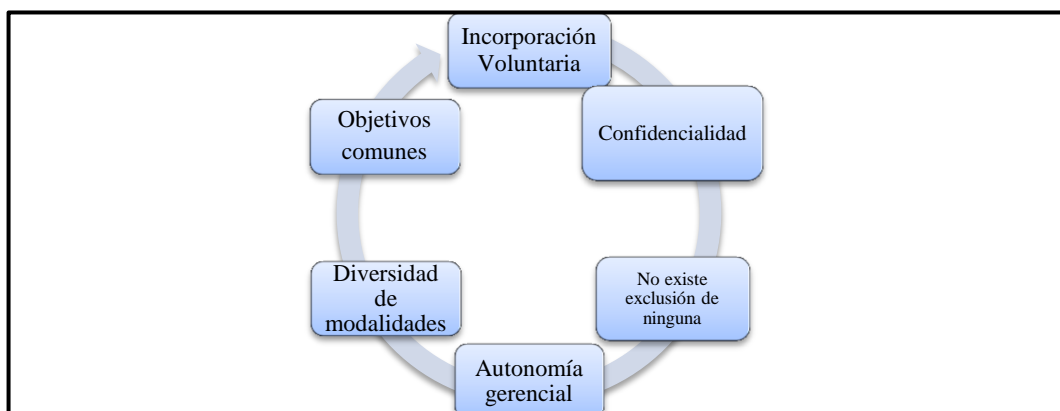 Incorporación
Voluntaria
Confidencialidad
No existe
exclusión de
ninguna
Autonomía
gerencial
Diversidad
de
modalidades
Objetivos
comunes